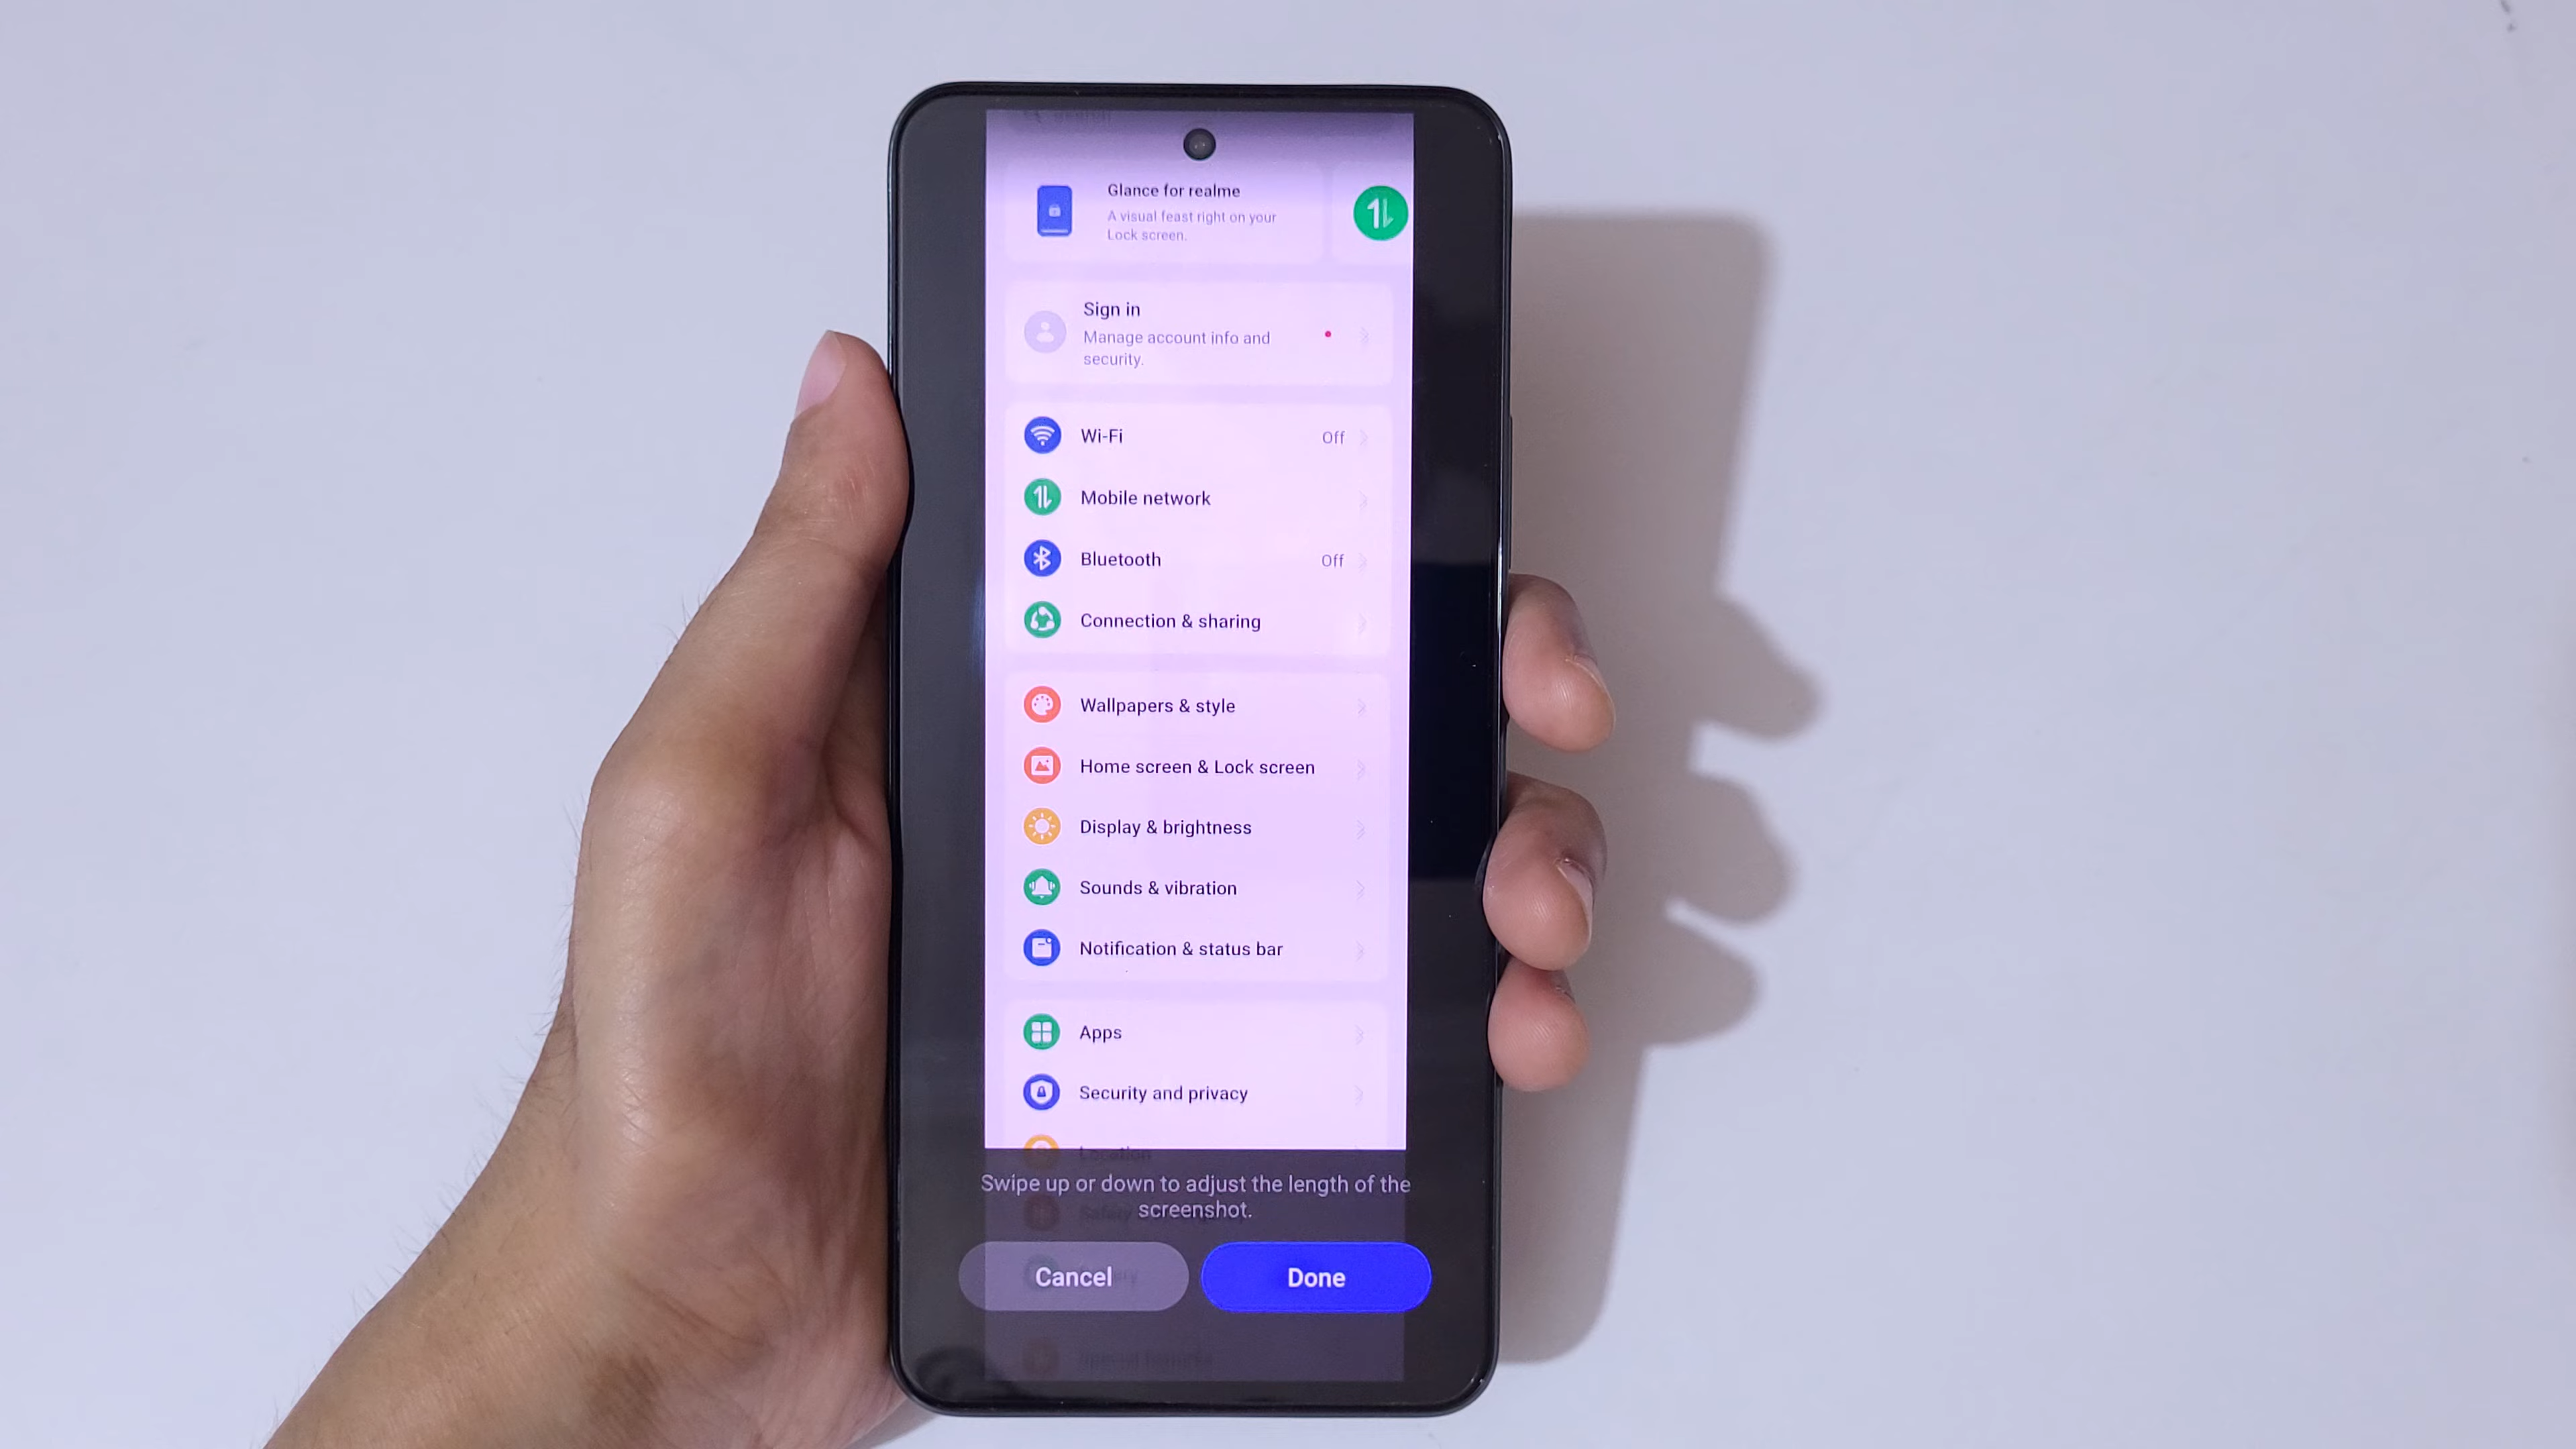 Glance for realme
A visual feast right on your
Lock screen.
Sign in
Manage account info and
security.
Wi-Fi Off
Mobile network
Bluetooth Off
Connection & sharing
Wallpapers & style
Home screen & Lock screen
Display & brightness
Sounds & vibration
Notification & status bar
Apps
Security and privacy
Location
Swipe up or down to adjust the length of the
screenshot.
Cancel Done